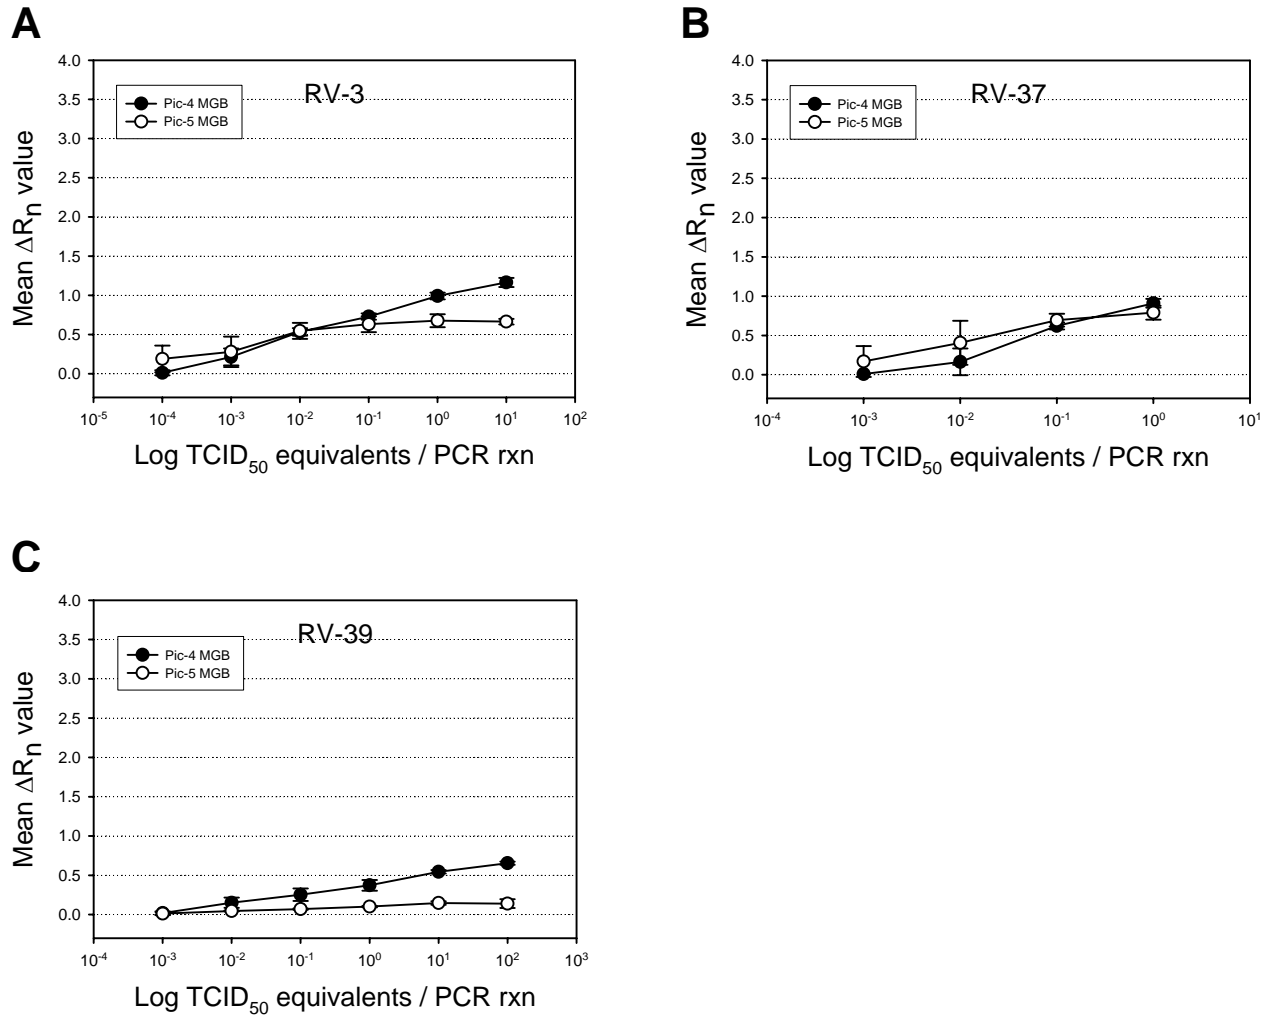 A
RV-3
Pic-4 MGB
Pic-5 MGB
Mean ΔRn value
4.0
3.5
3.0
2.5
2.0
1.5
1.0
0.5
0.0
10-5 10-4 10-3 10-2 10-1 100 101 102
Log TCID50 equivalents / PCR rxn
B
RV-37
Pic-4 MGB
Pic-5 MGB
Mean ΔRn value
4.0
3.5
3.0
2.5
2.0
1.5
1.0
0.5
0.0
10-4 10-3 10-2 10-1 100 101
Log TCID50 equivalents / PCR rxn
C
RV-39
Pic-4 MGB
Pic-5 MGB
Mean ΔRn value
4.0
3.5
3.0
2.5
2.0
1.5
1.0
0.5
0.0
10-4 10-3 10-2 10-1 100 101 102 103
Log TCID50 equivalents / PCR rxn